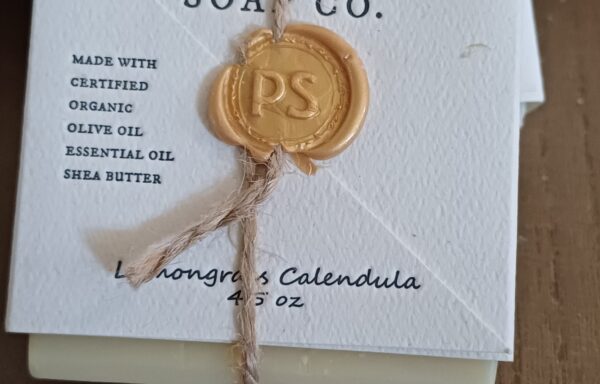 SOAP CO.
PS
MADE WITH
CERTIFIED
ORGANIC
OLIVE OIL
ESSENTIAL OIL
SHEA BUTTER
Lemongrass Calendula
4.5 oz